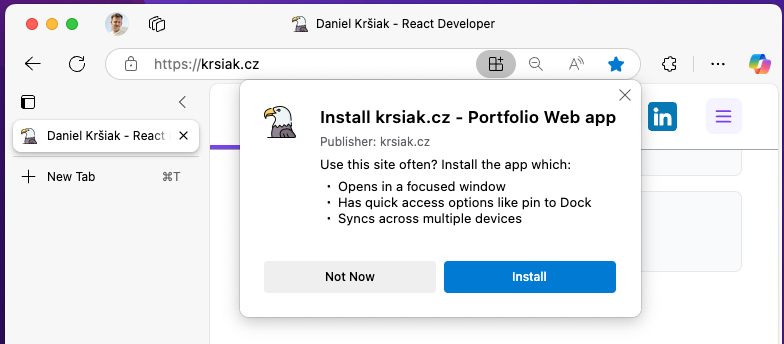 Daniel Kršiak - React Developer
https://krsiak.cz
A
Install krsiak.cz - Portfolio Web app
Publisher: krsiak.cz
in
Daniel Kršiak - React
Use this site often? Install the app which:
New Tab ⌘T
• Opens in a focused window
• Has quick access options like pin to Dock
• Syncs across multiple devices
Not Now
Install